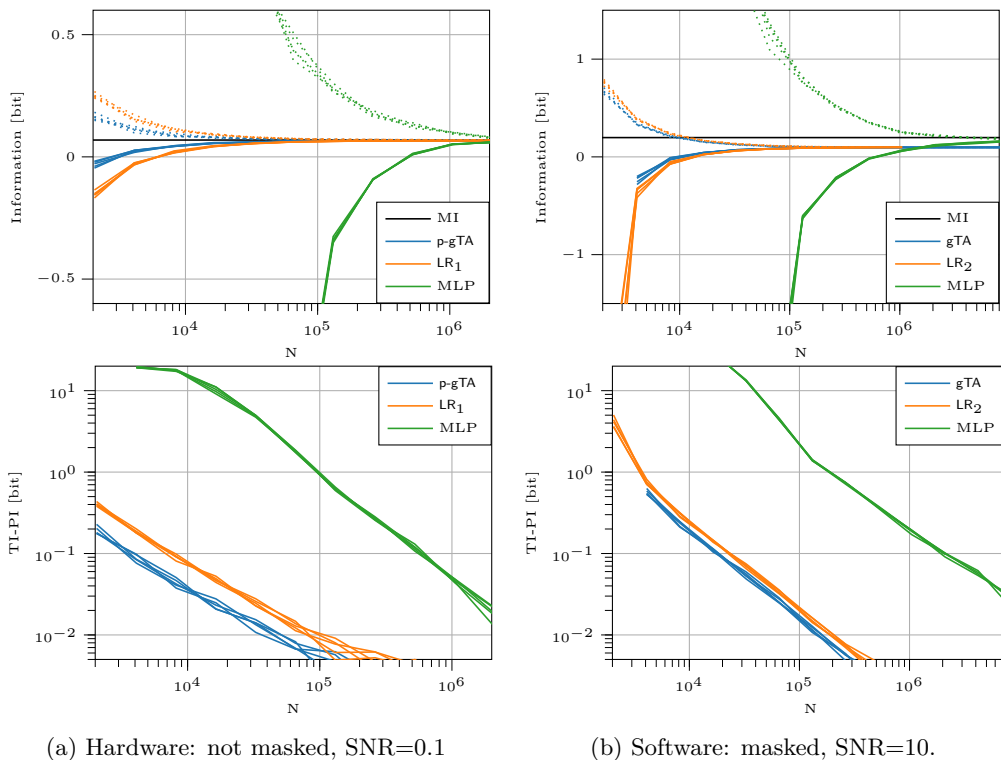 0.5
0
−0.5
Information [bit]
10^4
10^5
10^6
N
MI
p-gTA
LR_1
MLP
1
0
−1
Information [bit]
10^4
10^5
10^6
N
MI
gTA
LR_2
MLP
10^1
10^0
10^−1
10^−2
TI-PI [bit]
10^4
10^5
10^6
N
p-gTA
LR_1
MLP
10^1
10^0
10^−1
10^−2
TI-PI [bit]
10^4
10^5
10^6
N
gTA
LR_2
MLP
(a) Hardware: not masked, SNR=0.1
(b) Software: masked, SNR=10.